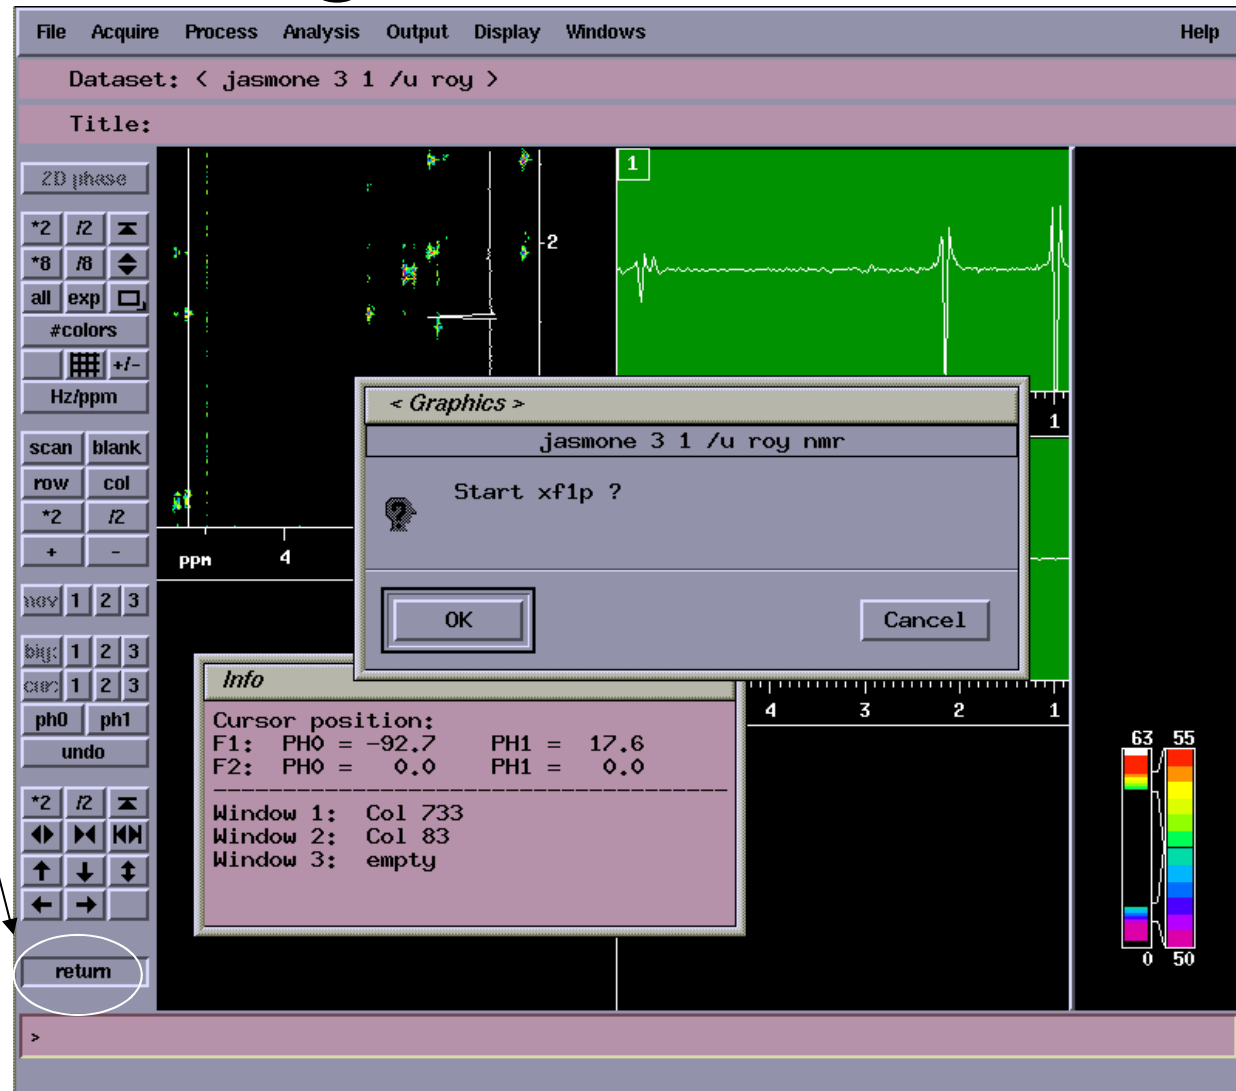 File Acquire Process Analysis Output Display Windows Help
Dataset: < jasmone 3 1 /u roy >
Title:
2D phase
*2 /2
*8 /8
all exp
#colors
+/-
Hz/ppm
scan blank
row col
*2 /2
+ -
1 2 3
1 2 3
1 2 3
ph0 ph1
undo
*2 /2
return
2
ppm 4
1
1
< Graphics >
jasmone 3 1 /u roy nmr
Start xf1p ?
?
OK Cancel
4 3 2 1
Info
Cursor position:
F1: PH0 = -92.7 PH1 = 17.6
F2: PH0 = 0.0 PH1 = 0.0
Window 1: Col 733
Window 2: Col 83
Window 3: empty
63 55
0 50
>